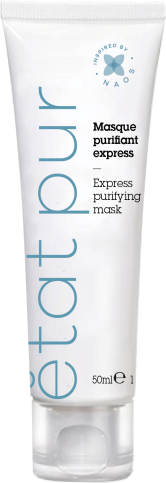 INSPIRED BY
NAOS
Masque
purifiant
express
—
Express
purifying
mask
état pur
50ml ℮ 1